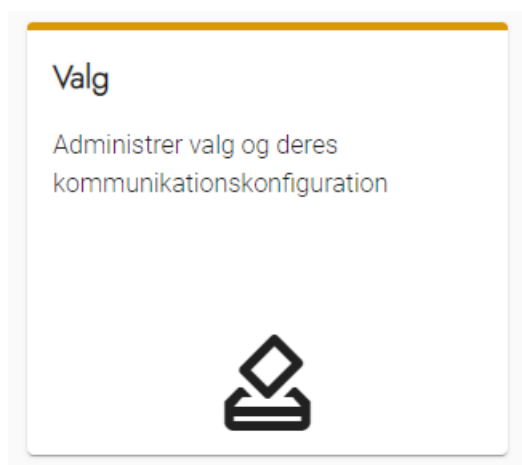 Valg
Administrer valg og deres
kommunikationskonfiguration